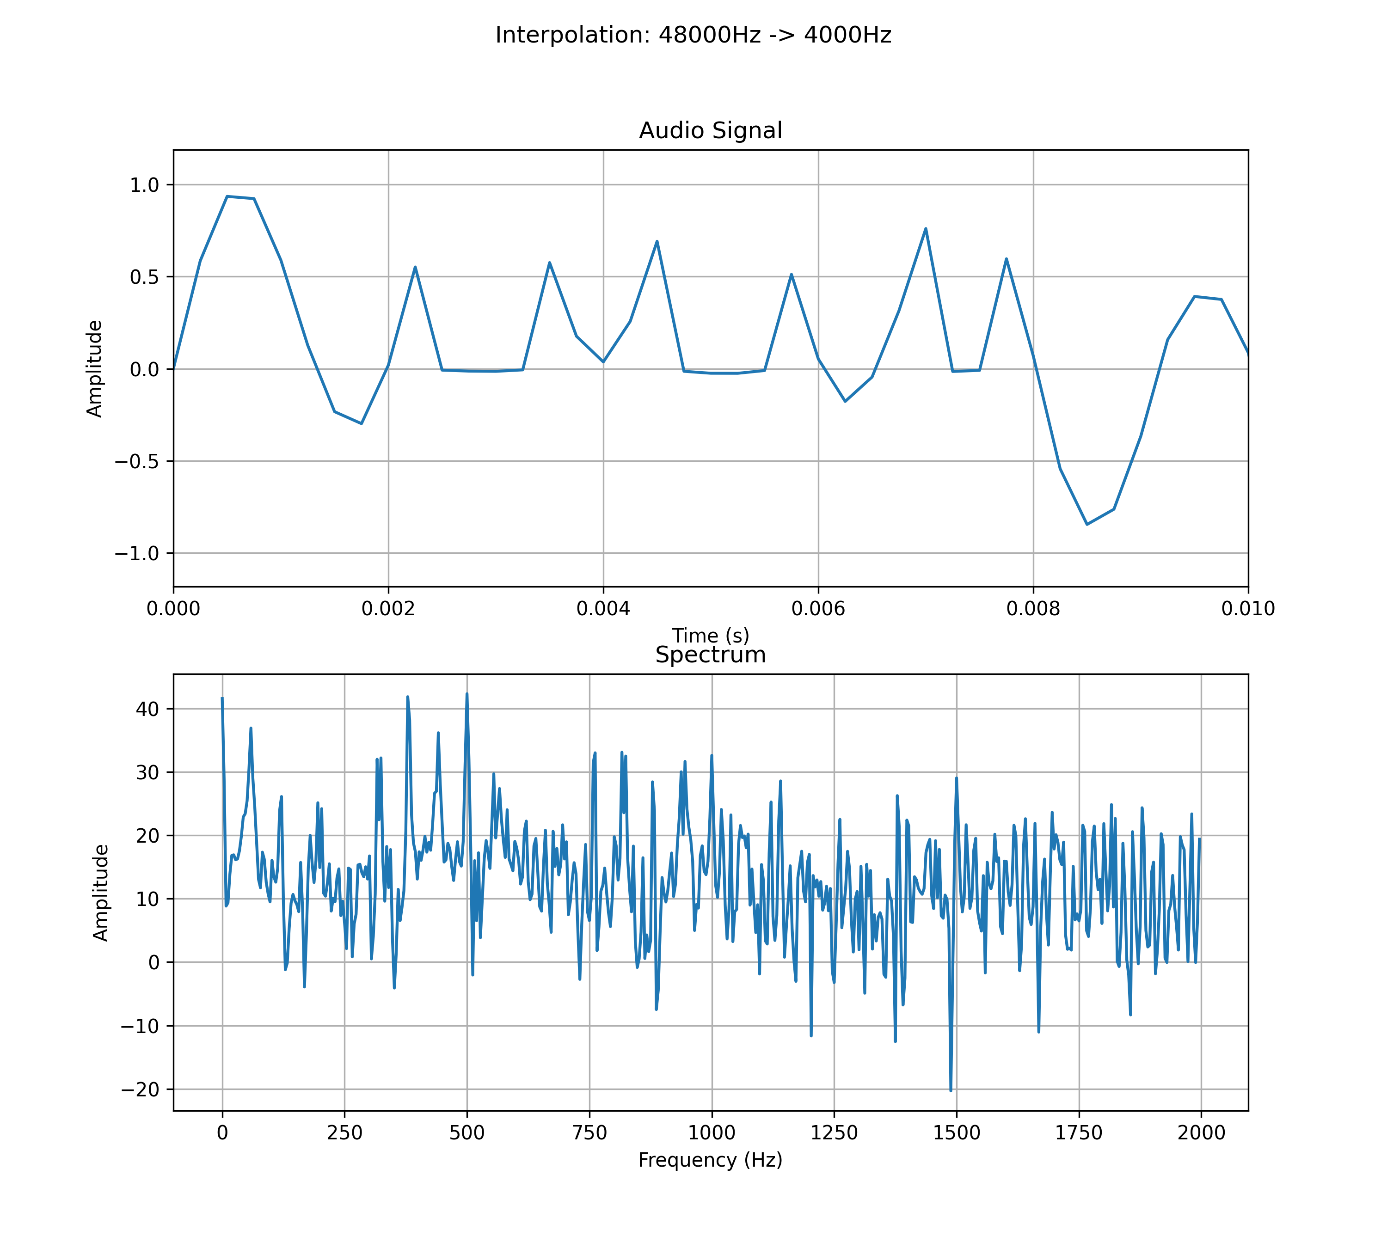 Interpolation: 48000Hz -> 4000Hz
Audio Signal
1.0
0.5
0.0
−0.5
−1.0
Amplitude
0.000 0.002 0.004 0.006 0.008 0.010
Time (s)
Spectrum
40
30
20
10
0
−10
−20
Amplitude
0 250 500 750 1000 1250 1500 1750 2000
Frequency (Hz)